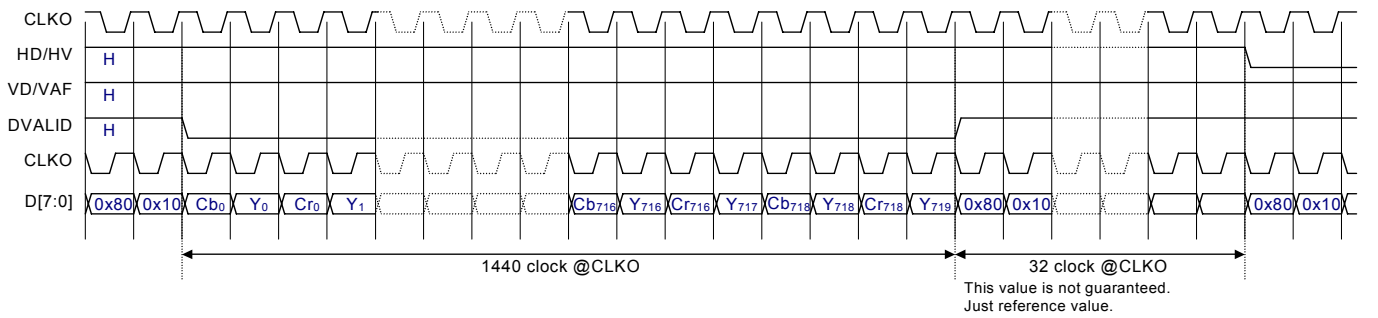 CLKO
HD/HV H
VD/VAF H
DVALID H
CLKO
D[7:0] 0x80 0x10 Cb0 Y0 Cr0 Y1 Cb716 Y716 Cr716 Y717 Cb718 Y718 Cr718 Y719 0x80 0x10 0x80 0x10
1440 clock @CLKO 32 clock @CLKO
This value is not guaranteed.
Just reference value.